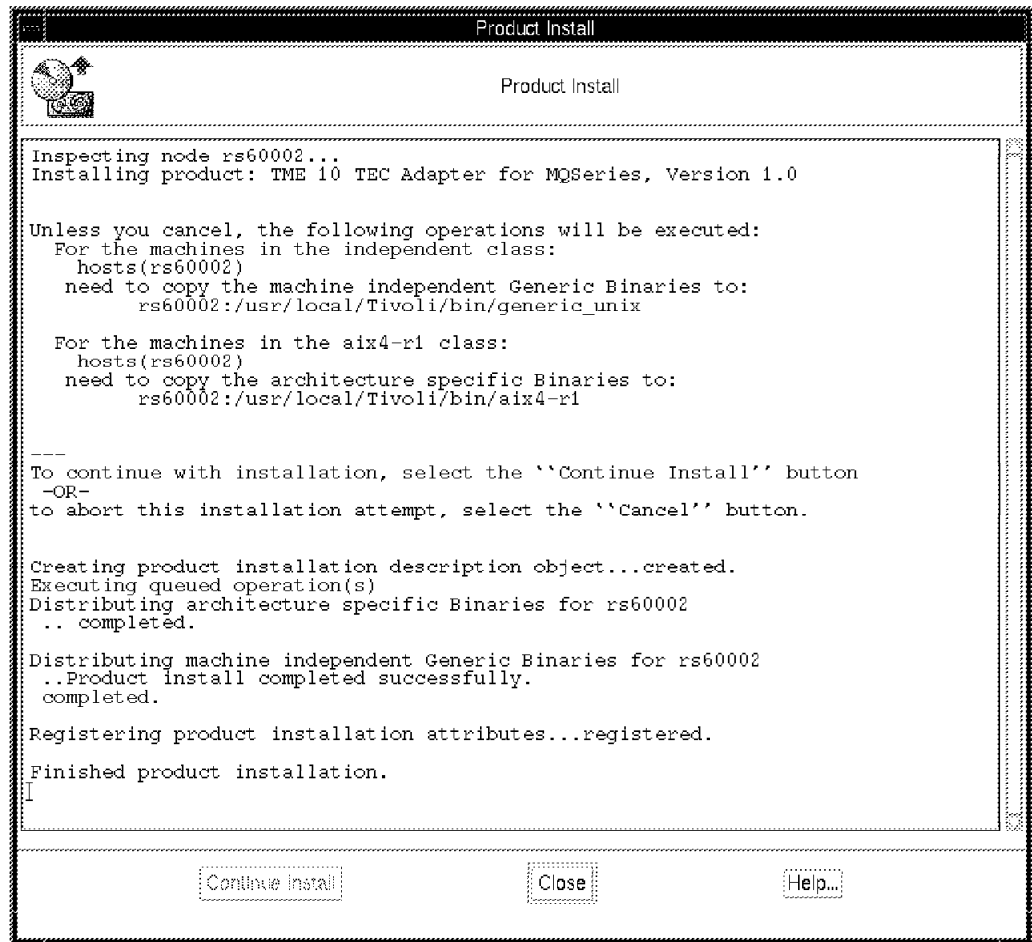 Product Install
Product Install
Inspecting node rs60002...
Installing product: TME 10 TEC Adapter for MQSeries, Version 1.0
Unless you cancel, the following operations will be executed:
For the machines in the independent class:
hosts(rs60002)
need to copy the machine independent Generic Binaries to:
rs60002:/usr/local/Tivoli/bin/generic_unix
For the machines in the aix4-r1 class:
hosts(rs60002)
need to copy the architecture specific Binaries to:
rs60002:/usr/local/Tivoli/bin/aix4-r1
---
To continue with installation, select the ``Continue Install'' button
-OR-
to abort this installation attempt, select the ``Cancel'' button.
Creating product installation description object...created.
Executing queued operation(s)
Distributing architecture specific Binaries for rs60002
.. completed.
Distributing machine independent Generic Binaries for rs60002
..Product install completed successfully.
completed.
Registering product installation attributes...registered.
Finished product installation.
Continue Install
Close
Help...